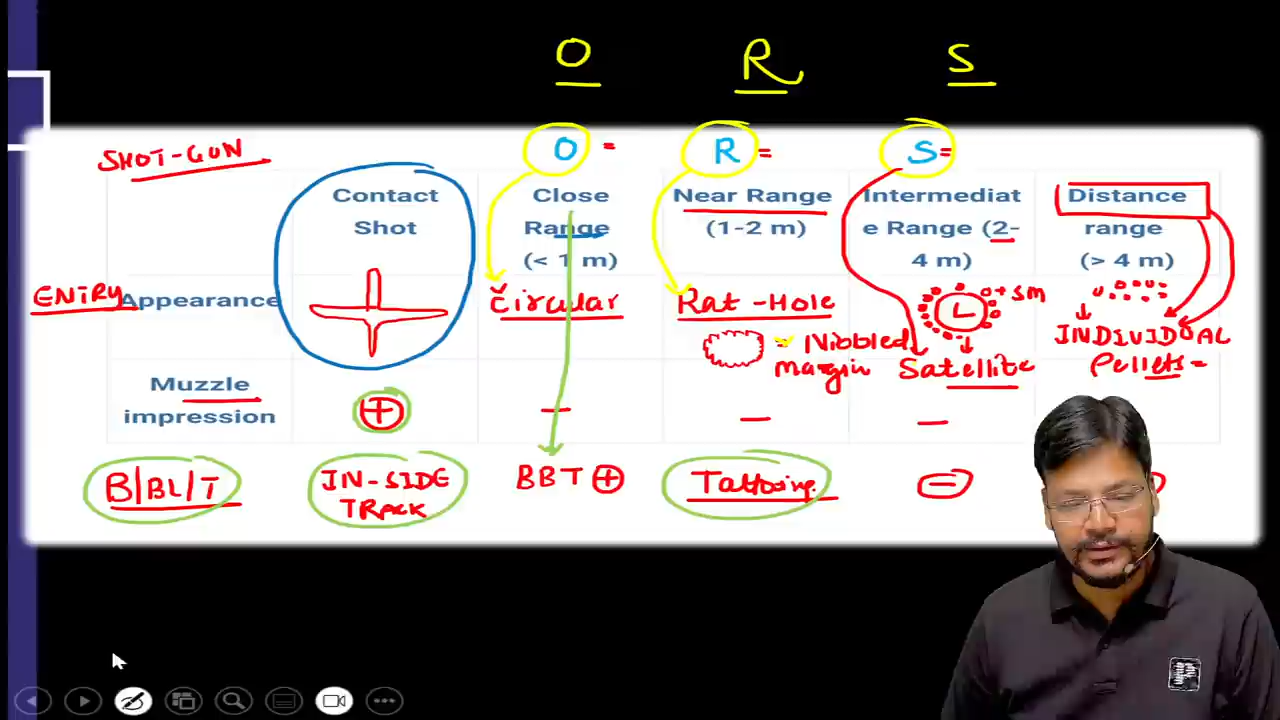 O R S
SHOT-GUN
O = R = S =
Contact Shot
Close Range (< 1 m)
Near Range (1-2 m)
Intermediat e Range (2- 4 m)
Distance range (> 4 m)
ENTRY
Appearance
Circular
Rat-Hole
= Nibbled margin
L
+ SM
Satellite
INDIVIDUAL Pellets =
Muzzle impression
+
–
–
–
B/BL/T
IN-SIDE TRACK
BBT +
Tattooing
–